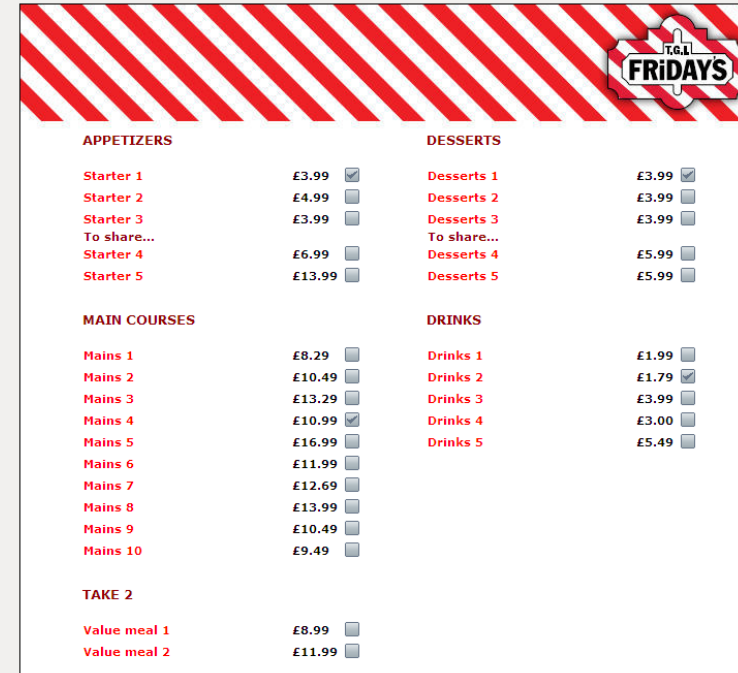 T.G.I.
FRiDAY'S
APPETIZERS
Starter 1 £3.99
Starter 2 £4.99
Starter 3 £3.99
To share...
Starter 4 £6.99
Starter 5 £13.99
MAIN COURSES
Mains 1 £8.29
Mains 2 £10.49
Mains 3 £13.29
Mains 4 £10.99
Mains 5 £16.99
Mains 6 £11.99
Mains 7 £12.69
Mains 8 £13.99
Mains 9 £10.49
Mains 10 £9.49
TAKE 2
Value meal 1 £8.99
Value meal 2 £11.99
DESSERTS
Desserts 1 £3.99
Desserts 2 £3.99
Desserts 3 £3.99
To share...
Desserts 4 £5.99
Desserts 5 £5.99
DRINKS
Drinks 1 £1.99
Drinks 2 £1.79
Drinks 3 £3.99
Drinks 4 £3.00
Drinks 5 £5.49